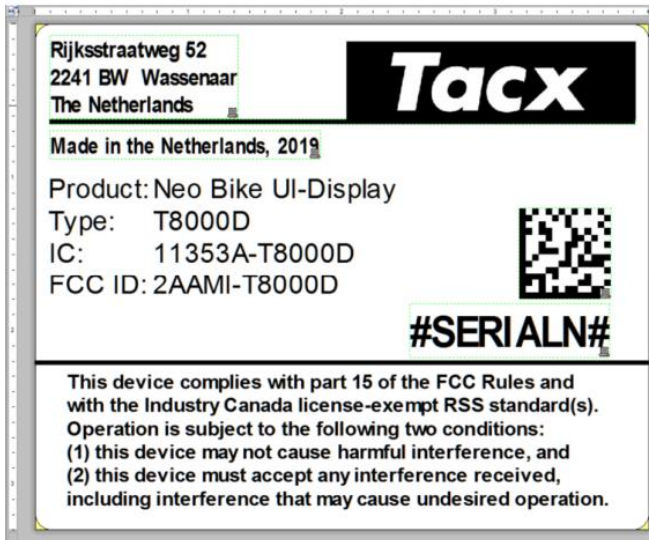 Rijksstraatweg 52
2241 BW Wassenaar
The Netherlands
Tacx
Made in the Netherlands, 2019
Product: Neo Bike UI-Display
Type: T8000D
IC: 11353A-T8000D
FCC ID: 2AAMI-T8000D
#SERIALN#
This device complies with part 15 of the FCC Rules and
with the Industry Canada license-exempt RSS standard(s).
Operation is subject to the following two conditions:
(1) this device may not cause harmful interference, and
(2) this device must accept any interference received,
including interference that may cause undesired operation.